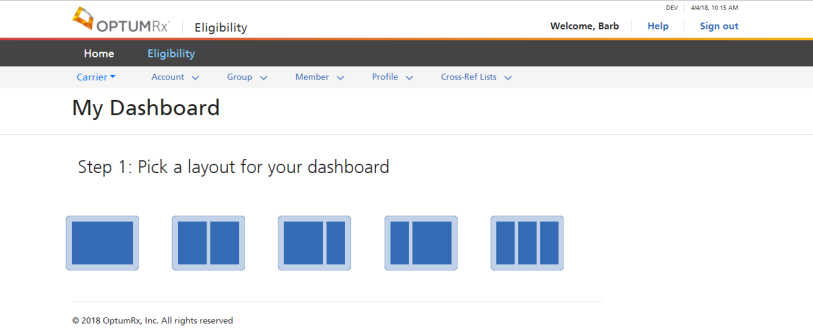 OPTUMRx® Eligibility
DEV 4/4/18, 10:15 AM
Welcome, Barb Help Sign out
Home Eligibility
Carrier Account Group Member Profile Cross-Ref Lists
My Dashboard
Step 1: Pick a layout for your dashboard
© 2018 OptumRx, Inc. All rights reserved